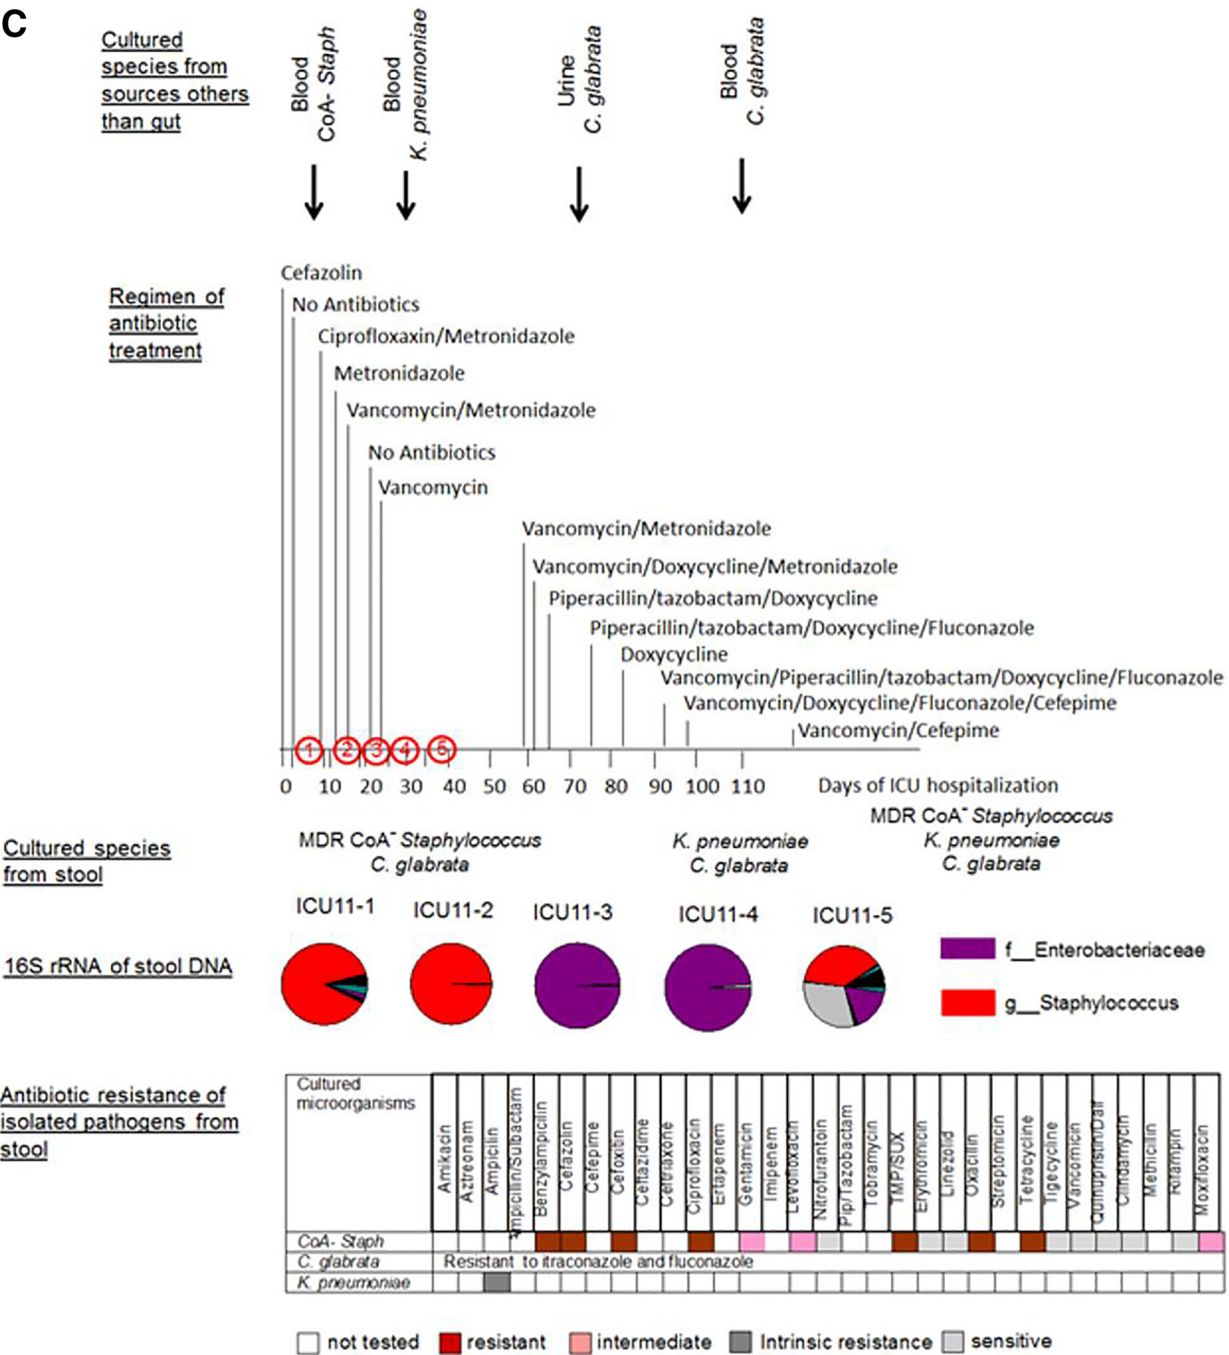 C
Cultured
species from
sources others
than gut
Blood
CoA- Staph
Blood
K. pneumoniae
Urine
C. glabrata
Blood
C. glabrata
Regimen of
antibiotic
treatment
Cefazolin
No Antibiotics
Ciprofloxaxin/Metronidazole
Metronidazole
Vancomycin/Metronidazole
No Antibiotics
Vancomycin
Vancomycin/Metronidazole
Vancomycin/Doxycycline/Metronidazole
Piperacillin/tazobactam/Doxycycline
Piperacillin/tazobactam/Doxycycline/Fluconazole
Doxycycline
Vancomycin/Piperacillin/tazobactam/Doxycycline/Fluconazole
Vancomycin/Doxycycline/Fluconazole/Cefepime
Vancomycin/Cefepime
1 2 3 4 5
0 10 20 30 40 50 60 70 80 90 100 110 Days of ICU hospitalization
Cultured species
from stool
MDR CoA⁻ Staphylococcus
C. glabrata
K. pneumoniae
C. glabrata
MDR CoA⁻ Staphylococcus
K. pneumoniae
C. glabrata
ICU11-1 ICU11-2 ICU11-3 ICU11-4 ICU11-5
16S rRNA of stool DNA
f__Enterobacteriaceae
g__Staphylococcus
Antibiotic resistance of
isolated pathogens from
stool
Cultured
microorganisms
Amikacin
Aztreonam
Ampicilin
Ampicilin/Sulbactam
Benzylampicilin
Cefazolin
Cefepime
Cefoxitin
Ceftazidime
Ceftriaxone
Ciprofloxacin
Ertapenem
Gentamicin
Imipenem
Levofloxacin
Nitrofurantoin
Pip/Tazobactam
Tobramycin
TMP/SUX
Erythromicin
Linezolid
Oxacillin
Streptomicin
Tetracycline
Tigecycline
Vancomicin
Quinupristin/Dalf
Clindamycin
Methicillin
Rifampin
Moxifloxacin
CoA- Staph
C. glabrata Resistant to itraconazole and fluconazole
K. pneumoniae
not tested resistant intermediate Intrinsic resistance sensitive